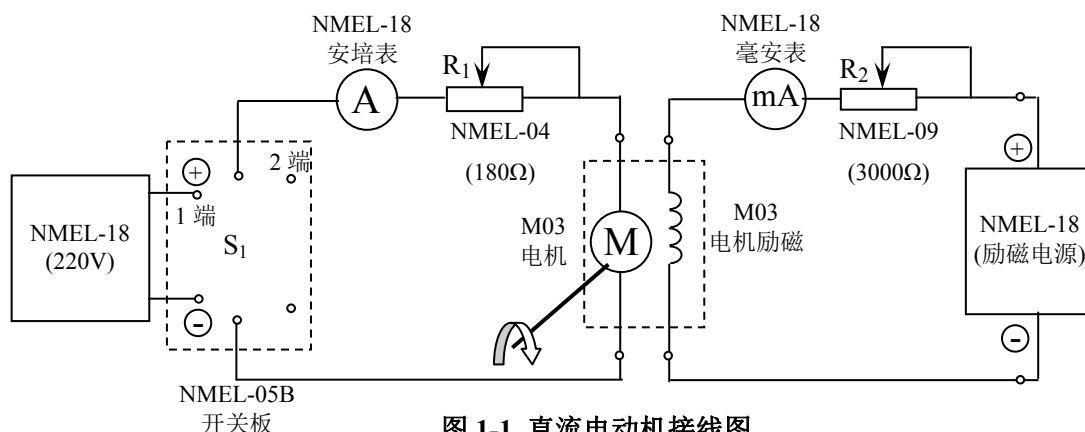 NMEL-18
安培表
A
R1
NMEL-04
(180Ω)
NMEL-18
毫安表
mA
R2
NMEL-09
(3000Ω)
2 端
+
1 端
S1
-
NMEL-18
(220V)
NMEL-05B
开关板
M03
电机
M
M03
电机励磁
+
NMEL-18
(励磁电源)
-
图 1-1 直流电动机接线图